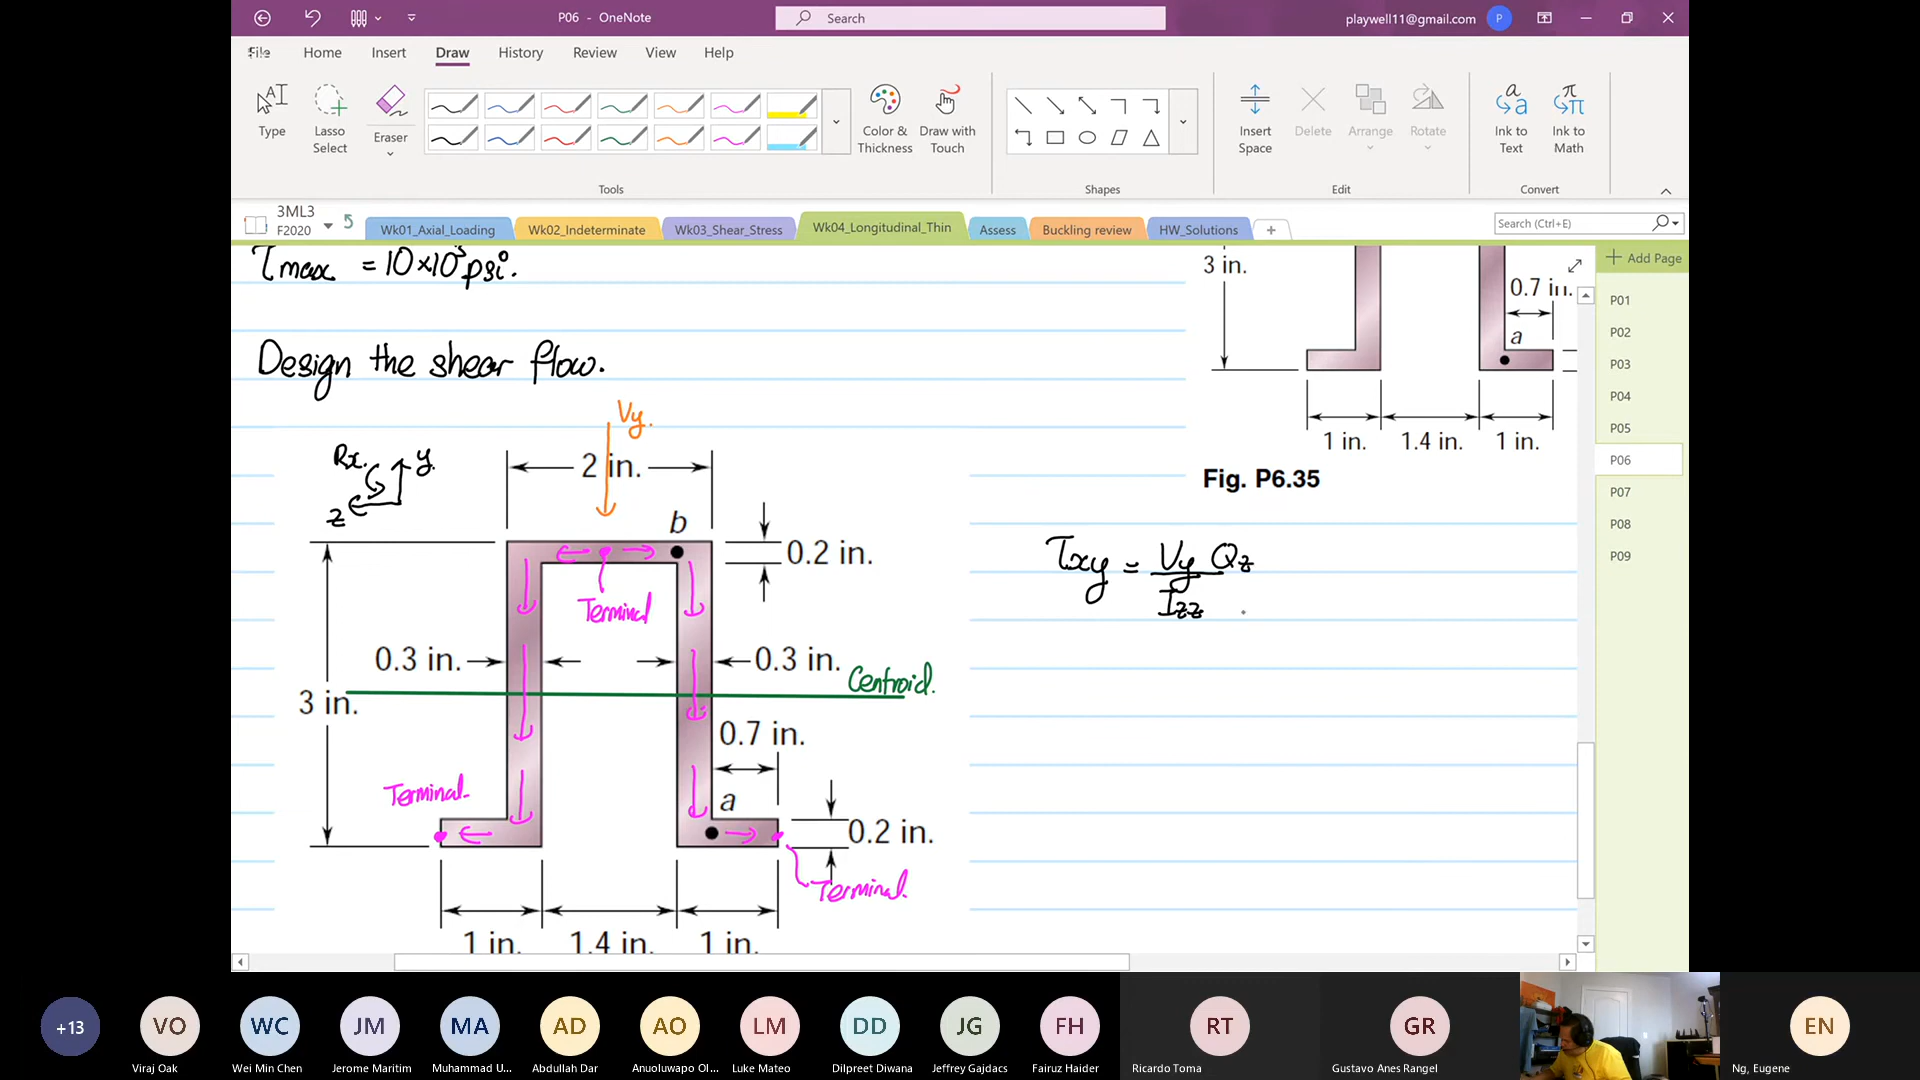 P06 - OneNote
Search
playwell11@gmail.com
P
File
Home
Insert
Draw
History
Review
View
Help
Type
Lasso Select
Eraser
Color & Thickness
Draw with Touch
Insert Space
Delete
Arrange
Rotate
Ink to Text
Ink to Math
Tools
Shapes
Edit
Convert
3ML3 F2020
Wk01_Axial_Loading
Wk02_Indeterminate
Wk03_Shear_Stress
Wk04_Longitudinal_Thin
Assess
Buckling review
HW_Solutions
Search (Ctrl+E)
Add Page
P01
P02
P03
P04
P05
P06
P07
P08
P09
τmax = 10×10³psi.
Design the shear flow.
Vy.
Rx.
y.
z
2 in.
b
0.2 in.
Terminal
0.3 in.
0.3 in.
Centroid.
3 in.
0.7 in.
Terminal.
a
0.2 in.
Terminal.
1 in.
1.4 in.
1 in.
3 in.
0.7 in.
a
1 in.
1.4 in.
1 in.
Fig. P6.35
τxy = Vy Qz
Izz
+13
VO
WC
JM
MA
AD
AO
LM
DD
JG
FH
RT
GR
EN
Viraj Oak
Wei Min Chen
Jerome Maritim
Muhammad U...
Abdullah Dar
Anuoluwapo Ol...
Luke Mateo
Dilpreet Diwana
Jeffrey Gajdacs
Fairuz Haider
Ricardo Toma
Gustavo Anes Rangel
Ng, Eugene